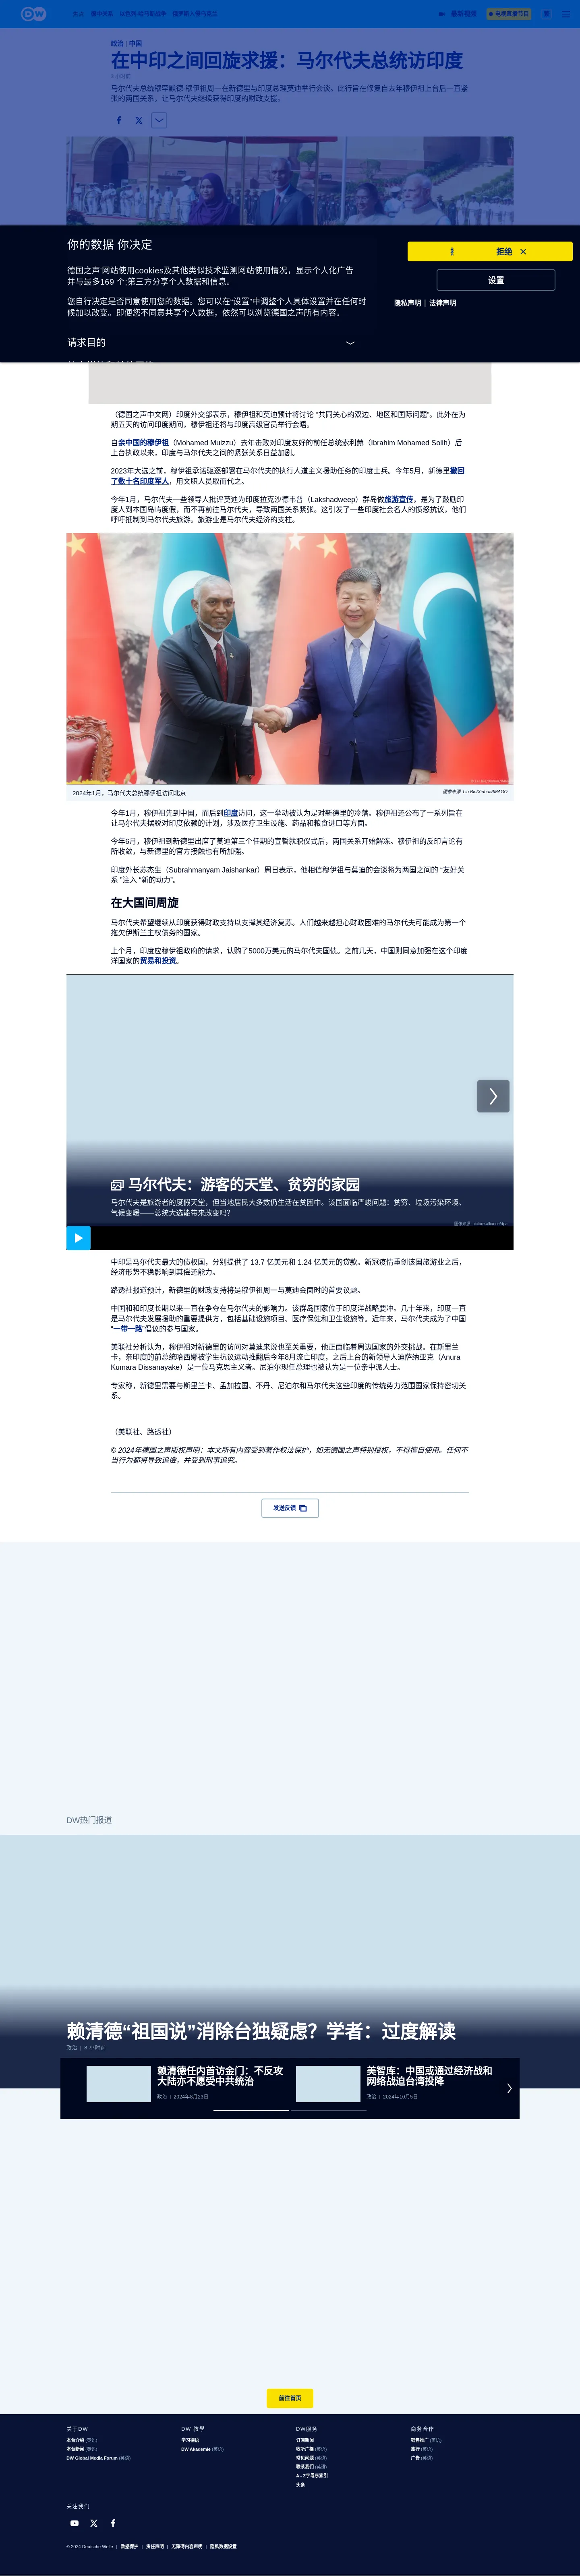 DW
最新视频
电视直播节目
政治 | 中国
在中印之间回旋求援：马尔代夫总统访印度
马尔代夫总统穆罕默德·穆伊祖周一在新德里与印度总理莫迪举行会谈。此行旨在修复自去年穆伊祖上台后一直紧
张的两国关系，让马尔代夫继续获得印度的财政支援。
你的数据 你决定
拒绝
德国之声网站使用cookies及其他类似技术监测网站使用情况，显示个人化广告
并与最多169 个;第三方分享个人数据和信息。
设置
您自行决定是否同意使用您的数据。您可以在“设置”中调整个人具体设置并在任何时
候加以改变。即便您不同意共享个人数据，依然可以浏览德国之声所有内容。
隐私声明 | 法律声明
请求目的
（德国之声中文网）印度外交部表示，穆伊祖和莫迪预计将讨论 “共同关心的双边、地区和国际问题”。此外在为
期五天的访问印度期间，穆伊祖还将与印度高级官员举行会晤。
自亲中国的穆伊祖（Mohamed Muizzu）去年击败对印度友好的前任总统索利赫（Ibrahim Mohamed Solih）后
上台执政以来，印度与马尔代夫之间的紧张关系日益加剧。
2023年大选之前，穆伊祖承诺驱逐部署在马尔代夫的执行人道主义援助任务的印度士兵。今年5月，新德里撤回
了数十名印度军人，用文职人员取而代之。
今年1月，马尔代夫一些领导人批评莫迪为印度拉克沙德韦普（Lakshadweep）群岛做旅游宣传，是为了鼓励印
度人到本国岛屿度假，而不再前往马尔代夫，导致两国关系紧张。这引发了一些印度社会名人的愤怒抗议，他们
呼吁抵制到马尔代夫旅游。旅游业是马尔代夫经济的支柱。
2024年1月，马尔代夫总统穆伊祖访问北京
图像来源: Liu Bin/Xinhua/IMAGO
今年1月，穆伊祖先到中国，而后到印度访问，这一举动被认为是对新德里的冷落。穆伊祖还公布了一系列旨在
让马尔代夫摆脱对印度依赖的计划，涉及医疗卫生设施、药品和粮食进口等方面。
今年6月，穆伊祖到新德里出席了莫迪第三个任期的宣誓就职仪式后，两国关系开始解冻。穆伊祖的反印言论有
所收敛，与新德里的官方接触也有所加强。
印度外长苏杰生（Subrahmanyam Jaishankar）周日表示，他相信穆伊祖与莫迪的会谈将为两国之间的 “友好关
系 ”注入 “新的动力”。
在大国间周旋
马尔代夫希望继续从印度获得财政支持以支撑其经济复苏。人们越来越担心财政困难的马尔代夫可能成为第一个
拖欠伊斯兰主权债务的国家。
上个月，印度应穆伊祖政府的请求，认购了5000万美元的马尔代夫国债。之前几天，中国则同意加强在这个印度
洋国家的贸易和投资。
马尔代夫：游客的天堂、贫穷的家园
马尔代夫是旅游者的度假天堂，但当地居民大多数仍生活在贫困中。该国面临严峻问题：贫穷、垃圾污染环境、
气候变暖——总统大选能带来改变吗？
中印是马尔代夫最大的债权国，分别提供了 13.7 亿美元和 1.24 亿美元的贷款。新冠疫情重创该国旅游业之后，
经济形势不稳影响到其偿还能力。
路透社报道预计，新德里的财政支持将是穆伊祖周一与莫迪会面时的首要议题。
中国和和印度长期以来一直在争夺在马尔代夫的影响力。该群岛国家位于印度洋战略要冲。几十年来，印度一直
是马尔代夫发展援助的重要提供方，包括基础设施项目、医疗保健和卫生设施等。近年来，马尔代夫成为了中国
“一带一路”倡议的参与国家。
美联社分析认为，穆伊祖对新德里的访问对莫迪来说也至关重要，他正面临着周边国家的外交挑战。在斯里兰
卡，亲印度的前总统哈西娜被学生抗议运动推翻后今年8月流亡印度，之后上台的新领导人迪萨纳亚克（Anura
Kumara Dissanayake）是一位马克思主义者。尼泊尔现任总理也被认为是一位亲中派人士。
专家称，新德里需要与斯里兰卡、孟加拉国、不丹、尼泊尔和马尔代夫这些印度的传统势力范围国家保持密切关
系。
（美联社、路透社）
© 2024年德国之声版权声明：本文所有内容受到著作权法保护，如无德国之声特别授权，不得擅自使用。任何不
当行为都将导致追偿，并受到刑事追究。
发送反馈
DW热门报道
赖清德“祖国说”消除台独疑虑？学者：过度解读
政治 | 8 小时前
赖清德任内首访金门：不反攻
大陆亦不愿受中共统治
政治 | 2024年8月23日
美智库：中国或通过经济战和
网络战迫台湾投降
政治 | 2024年10月5日
前往首页
关于DW
本台介绍 (英语)
本台新闻 (英语)
DW Global Media Forum (英语)
DW 教学
学习德语
DW Akademie (英语)
DW服务
订阅新闻
收听广播 (英语)
常见问题 (英语)
联系我们 (英语)
A - Z字母序索引
头条
商务合作
销售推广 (英语)
旅行 (英语)
广告 (英语)
关注我们
© 2024 Deutsche Welle | 数据保护 | 责任声明 | 无障碍内容声明 | 隐私数据设置